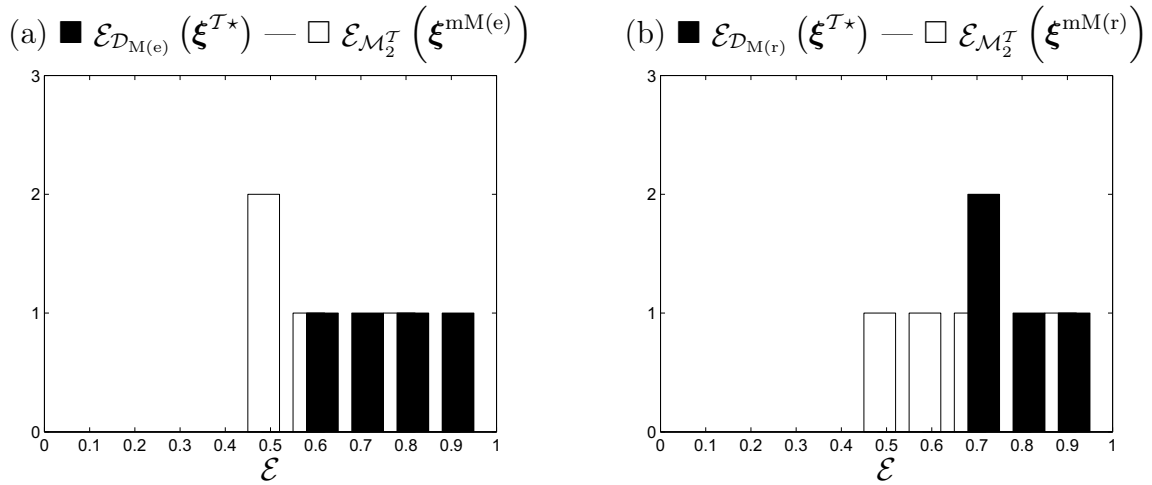 (a) ■ ℰ_{𝒟_{M(e)}} (𝝃^{𝒯⋆}) — □ ℰ_{ℳ_2^𝒯} (𝝃^{mM(e)})
3
2
1
0
0 0.1 0.2 0.3 0.4 0.5 0.6 0.7 0.8 0.9 1
ℰ
(b) ■ ℰ_{𝒟_{M(r)}} (𝝃^{𝒯⋆}) — □ ℰ_{ℳ_2^𝒯} (𝝃^{mM(r)})
3
2
1
0
0 0.1 0.2 0.3 0.4 0.5 0.6 0.7 0.8 0.9 1
ℰ